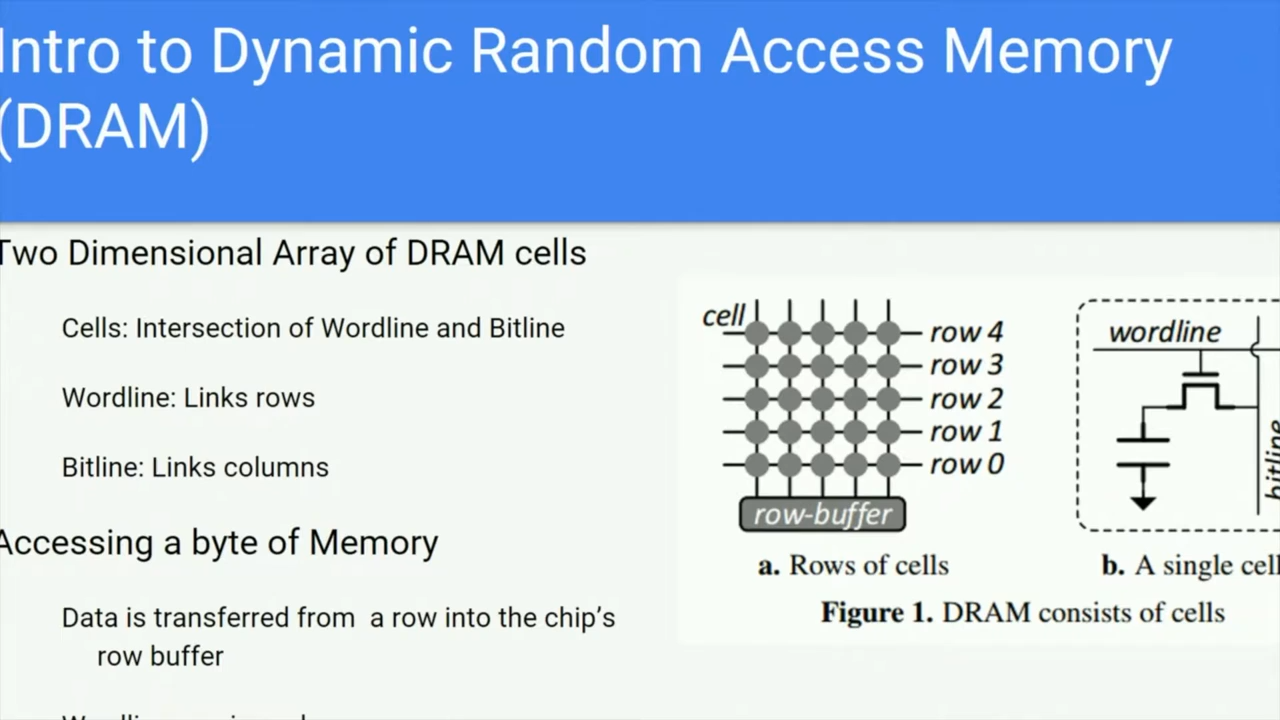 Intro to Dynamic Random Access Memory
(DRAM)
Two Dimensional Array of DRAM cells
Cells: Intersection of Wordline and Bitline
Wordline: Links rows
Bitline: Links columns
Accessing a byte of Memory
Data is transferred from a row into the chip’s
row buffer
cell
row 4
row 3
row 2
row 1
row 0
row-buffer
a. Rows of cells
wordline
bitline
b. A single cell
Figure 1. DRAM consists of cells